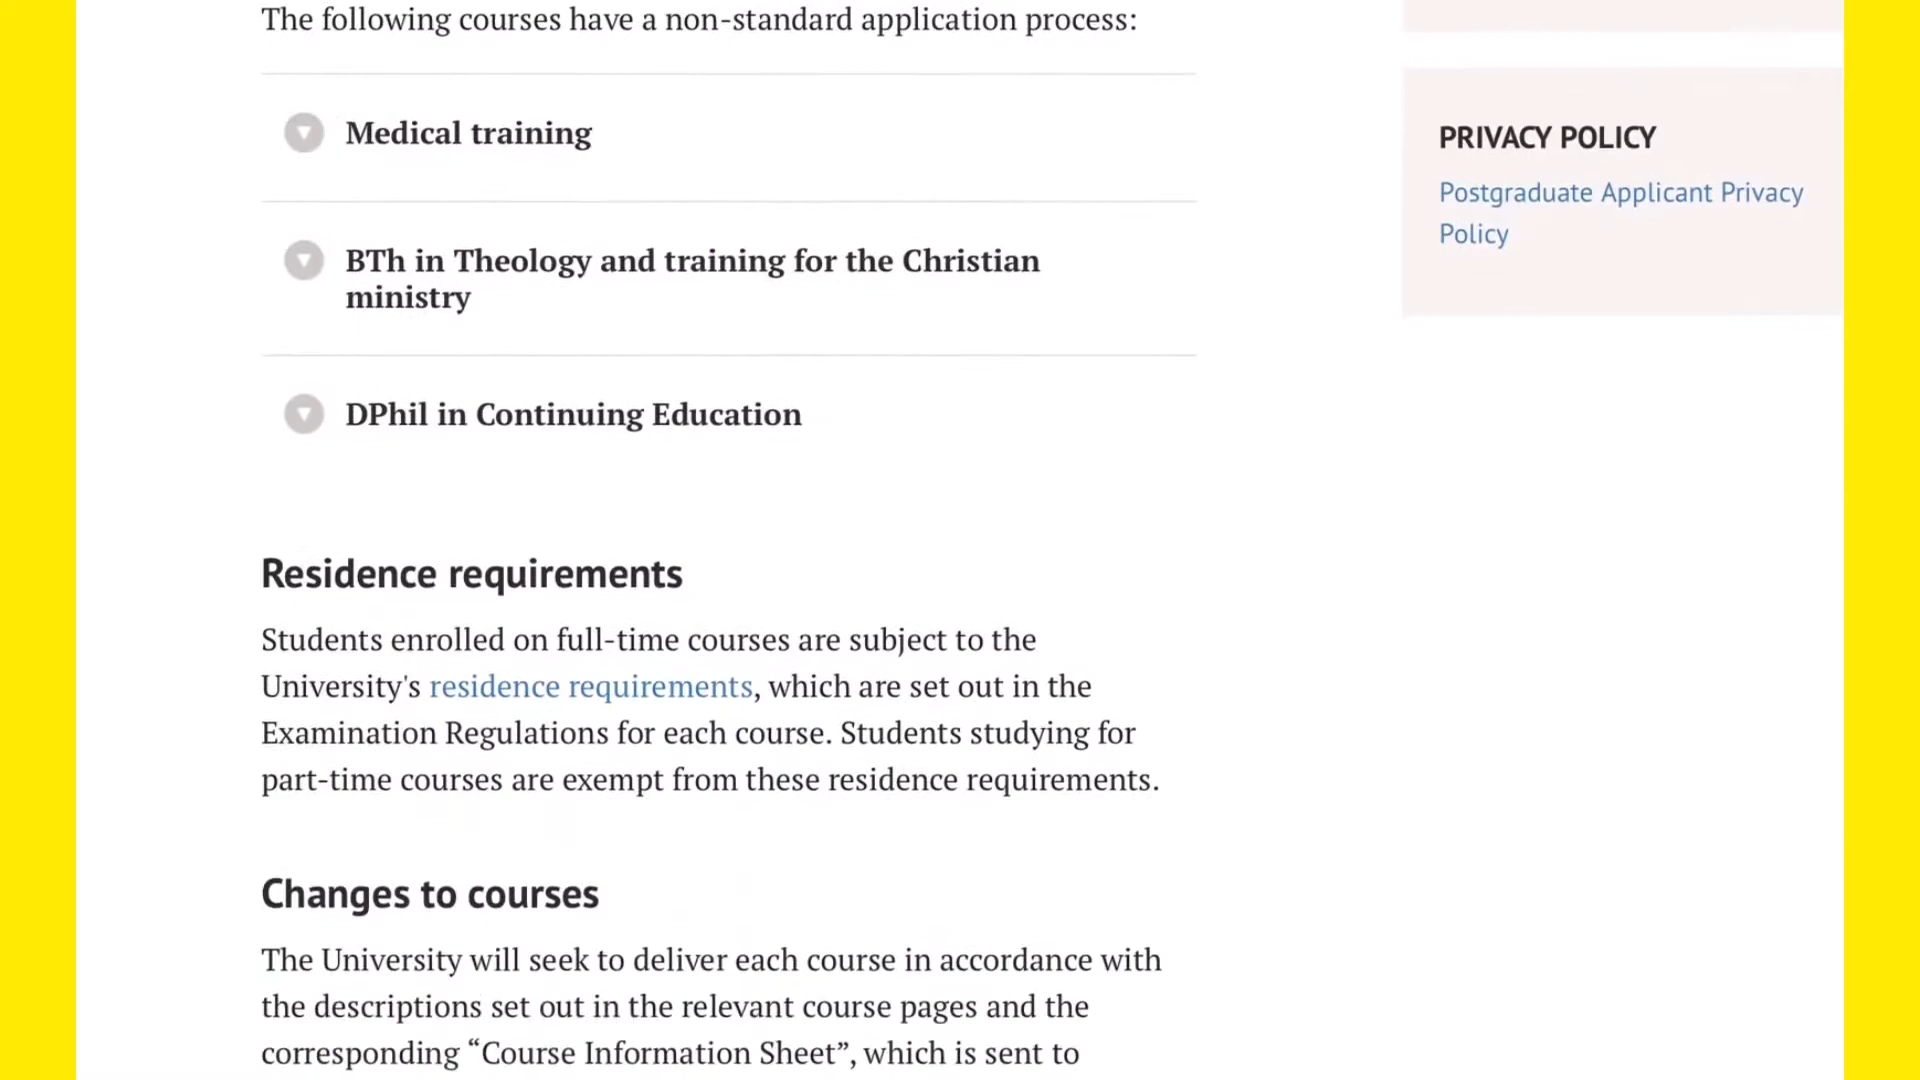 The following courses have a non-standard application process:
Medical training
BTh in Theology and training for the Christian
ministry
DPhil in Continuing Education
Residence requirements
Students enrolled on full-time courses are subject to the
University's residence requirements, which are set out in the
Examination Regulations for each course. Students studying for
part-time courses are exempt from these residence requirements.
Changes to courses
The University will seek to deliver each course in accordance with
the descriptions set out in the relevant course pages and the
corresponding “Course Information Sheet”, which is sent to
PRIVACY POLICY
Postgraduate Applicant Privacy
Policy